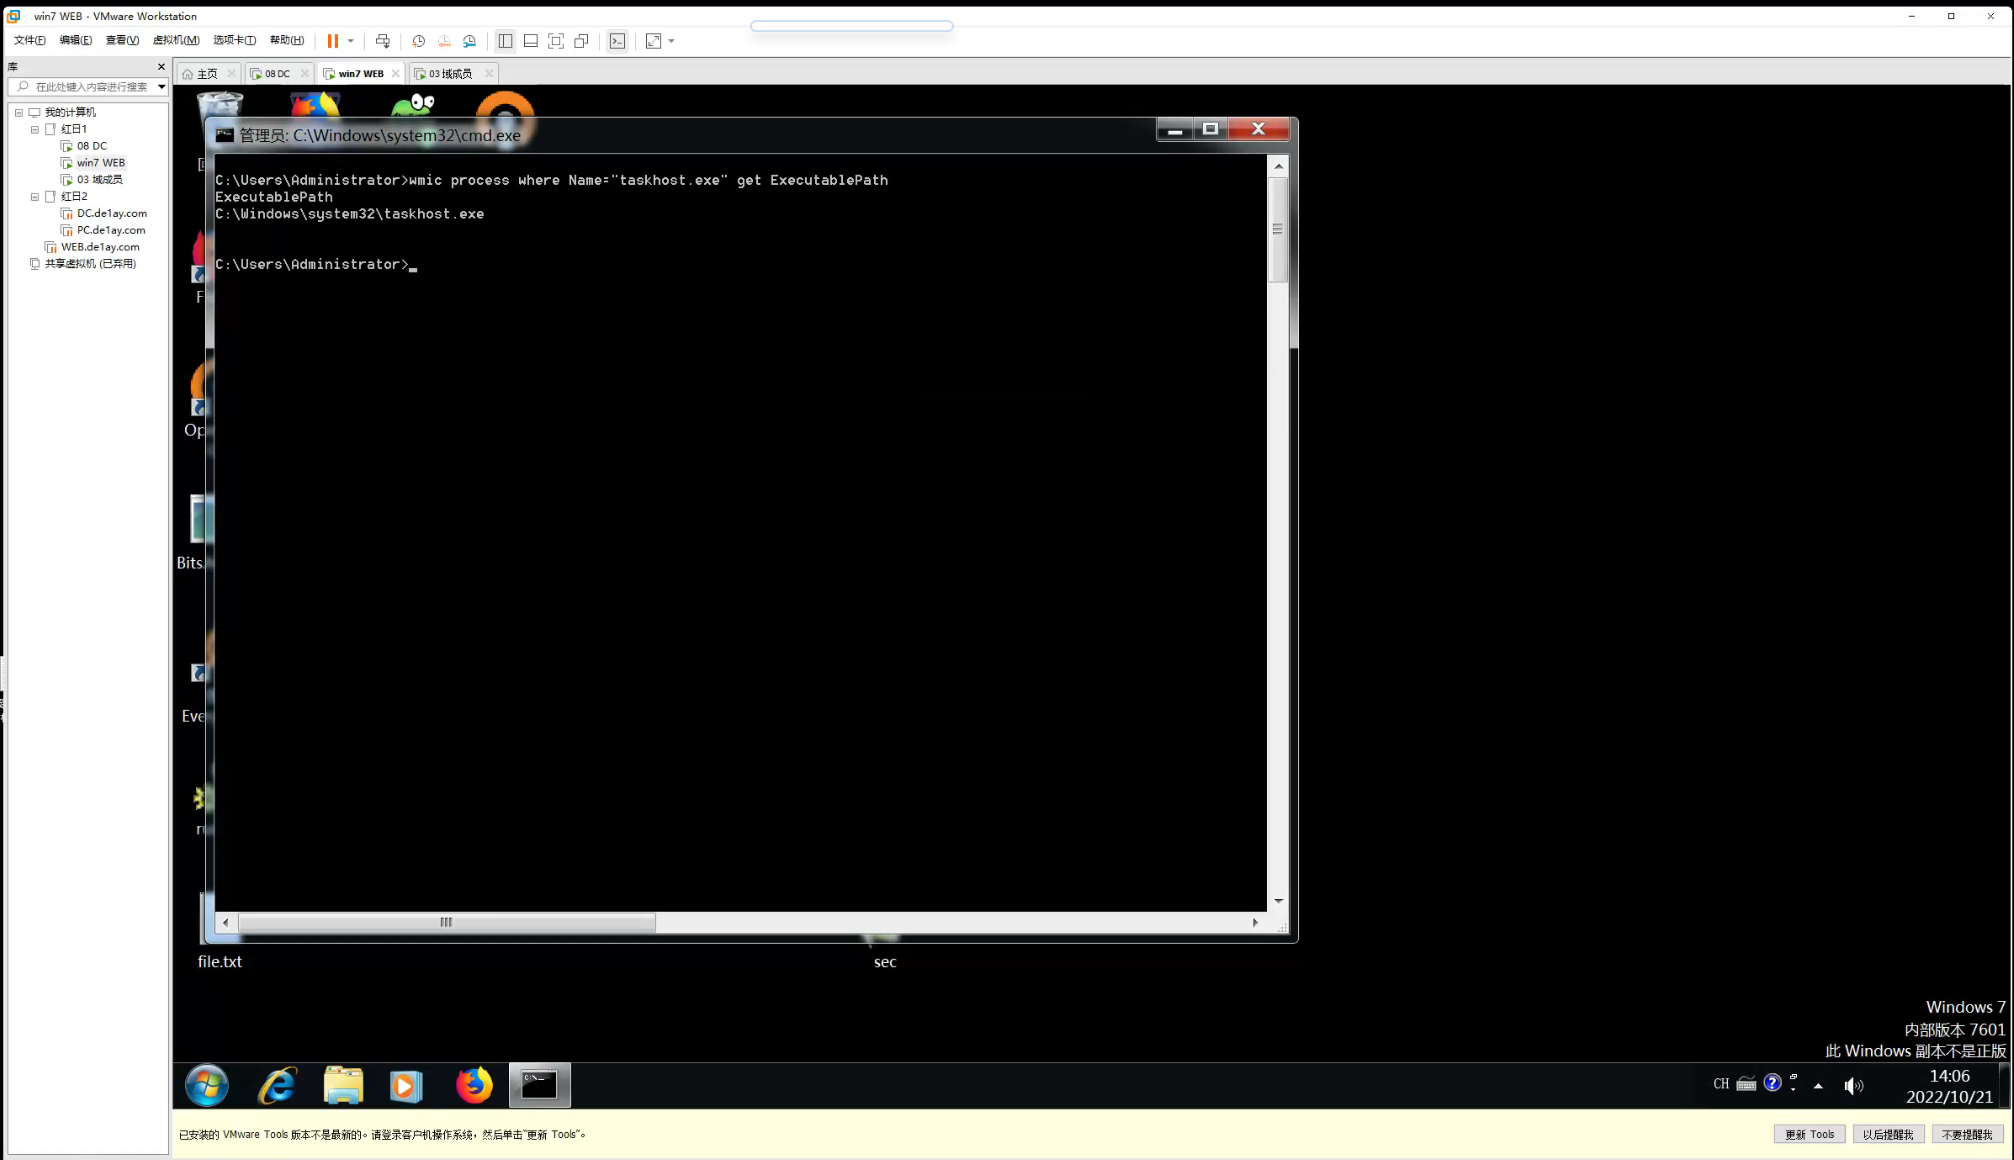 win7 WEB - VMware Workstation
文件(F) 编辑(E) 查看(V) 虚拟机(M) 选项卡(T) 帮助(H)
库
在此处键入内容进行搜索
主页 08 DC win7 WEB 03 域成员
我的计算机
红日1
08 DC
win7 WEB
03 域成员
红日2
DC.de1ay.com
PC.de1ay.com
WEB.de1ay.com
共享虚拟机 (已弃用)
管理员: C:\Windows\system32\cmd.exe
C:\Users\Administrator>wmic process where Name="taskhost.exe" get ExecutablePath
ExecutablePath
C:\Windows\system32\taskhost.exe
C:\Users\Administrator>_
F
Op
Bits.
Eve
r
file.txt
sec
Windows 7
内部版本 7601
此 Windows 副本不是正版
CH
14:06
2022/10/21
已安装的 VMware Tools 版本不是最新的。请登录客户机操作系统，然后单击“更新 Tools”。
更新 Tools 以后提醒我 不要提醒我